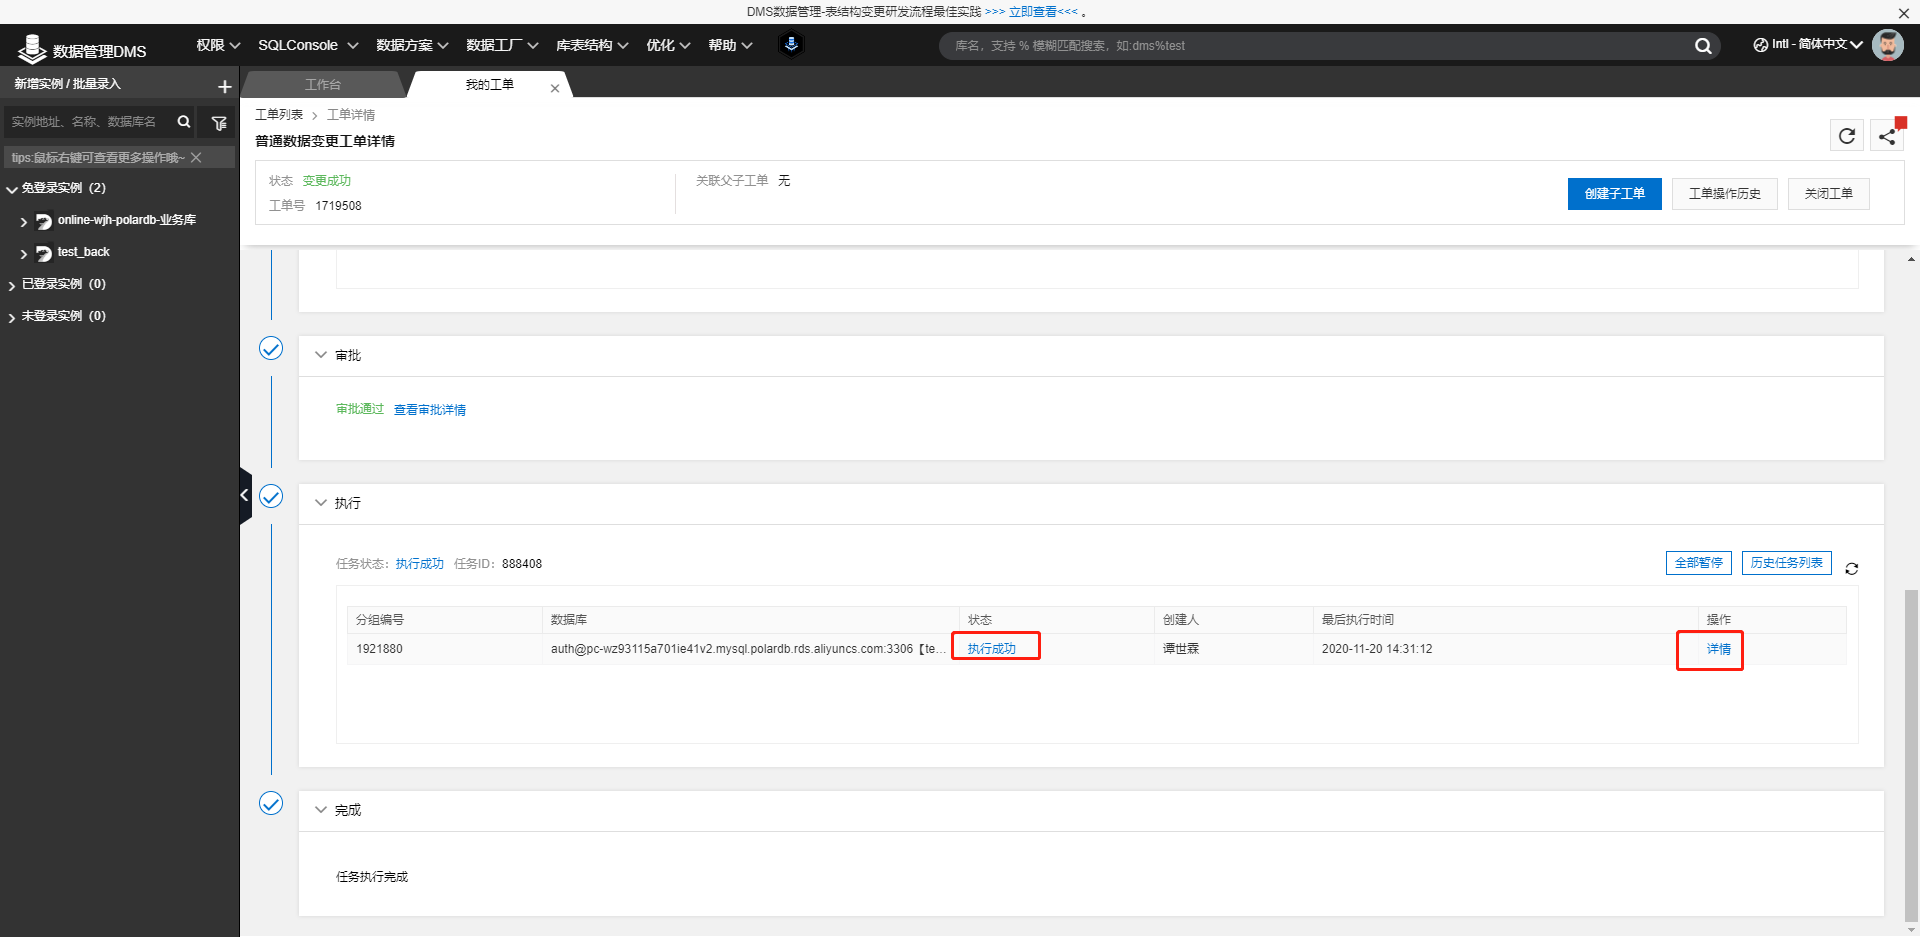 DMS数据管理-表结构变更研发流程最佳实践 >>> 立即查看<<< 。
数据管理DMS
权限
SQLConsole
数据方案
数据工厂
库表结构
优化
帮助
库名，支持 % 模糊匹配搜索，如:dms%test
Intl - 简体中文
新增实例 / 批量录入
工作台
我的工单
实例地址、名称、数据库名
tips:鼠标右键可查看更多操作哦~
免登录实例（2）
online-wjh-polardb-业务库
test_back
已登录实例（0）
未登录实例（0）
工单列表 > 工单详情
普通数据变更工单详情
状态 变更成功
关联父子工单 无
工单号 1719508
创建子工单
工单操作历史
关闭工单
审批
审批通过 查看审批详情
执行
任务状态：执行成功 任务ID：888408
全部暂停
历史任务列表
分组编号 数据库 状态 创建人 最后执行时间 操作
1921880 auth@pc-wz93115a701ie41v2.mysql.polardb.rds.aliyuncs.com:3306【te... 执行成功 谭世霖 2020-11-20 14:31:12 详情
完成
任务执行完成